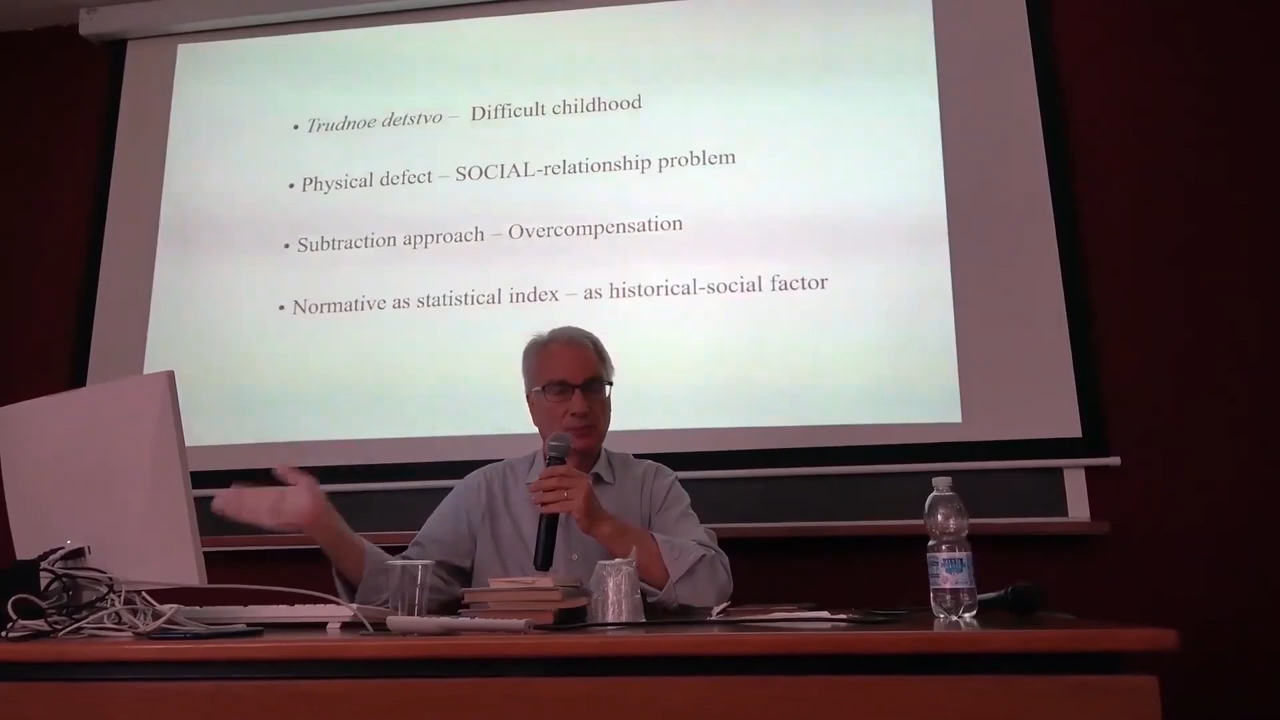 • Trudnoe detstvo – Difficult childhood
• Physical defect – SOCIAL-relationship problem
• Subtraction approach – Overcompensation
• Normative as statistical index – as historical-social factor